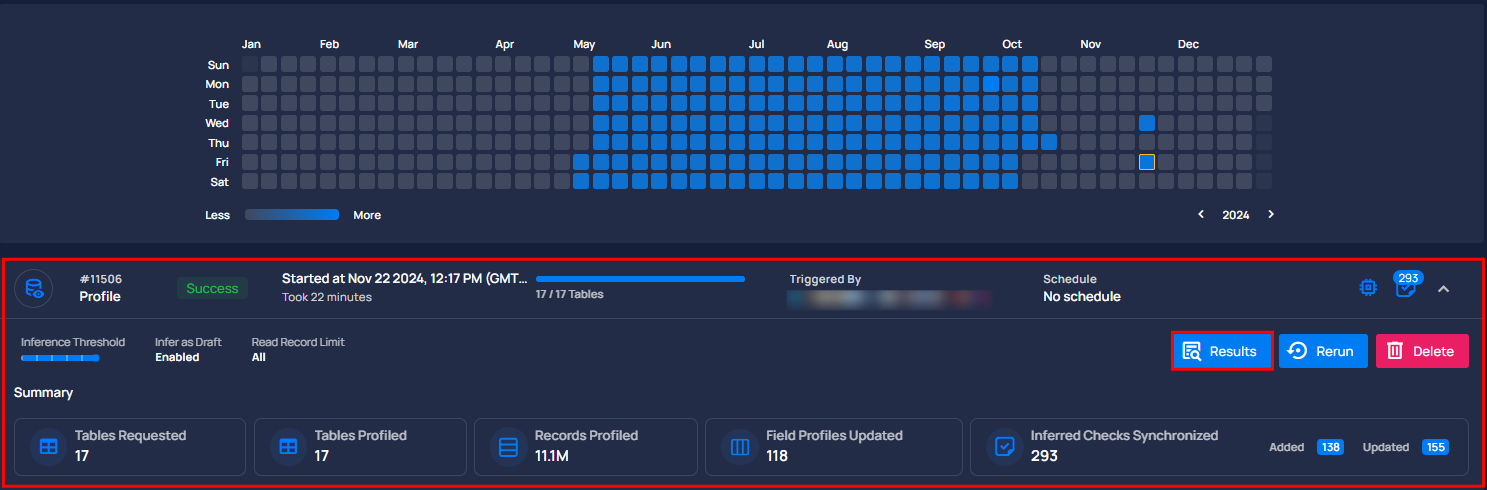 Jan Feb Mar Apr May Jun Jul Aug Sep Oct Nov Dec
Sun
Mon
Tue
Wed
Thu
Fri
Sat
Less More 2024
#11506
Profile
Success
Started at Nov 22 2024, 12:17 PM (GMT...
Took 22 minutes
17 / 17 Tables
Triggered By
Schedule
No schedule
293
Inference Threshold
Infer as Draft
Enabled
Read Record Limit
All
Results
Rerun
Delete
Summary
Tables Requested
17
Tables Profiled
17
Records Profiled
11.1M
Field Profiles Updated
118
Inferred Checks Synchronized
293
Added 138 Updated 155